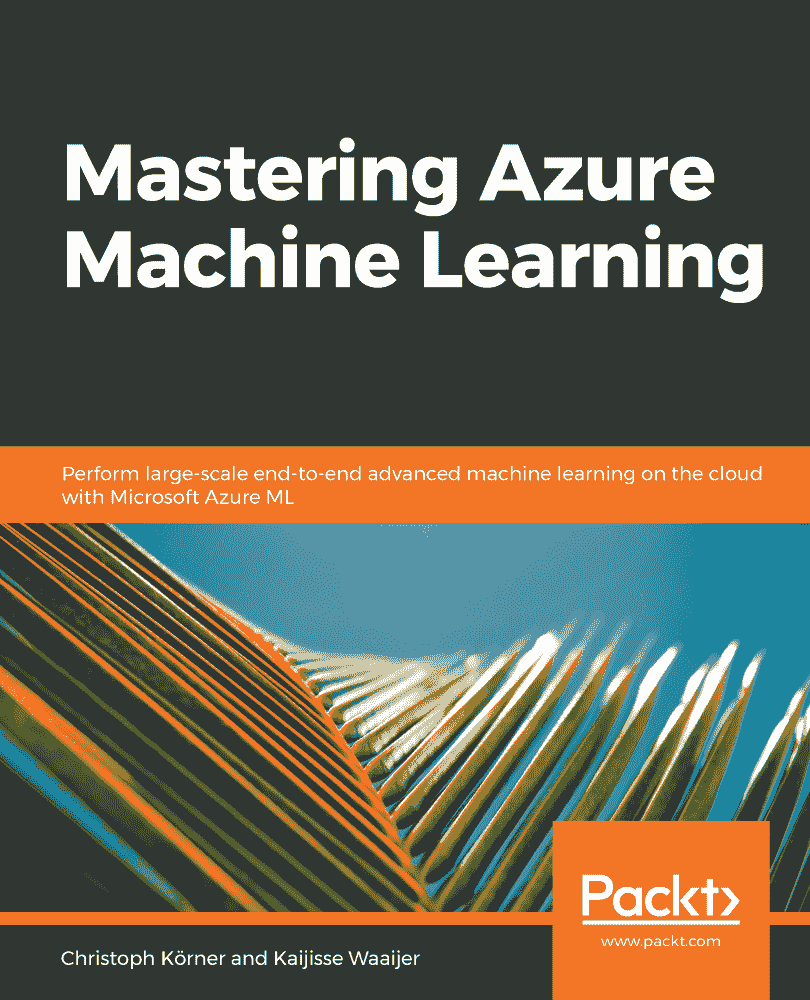 Mastering Azure
Machine Learning
Perform large-scale end-to-end advanced machine learning on the cloud
with Microsoft Azure ML
Packt>
www.packt.com
Christoph Körner and Kaijisse Waaijer